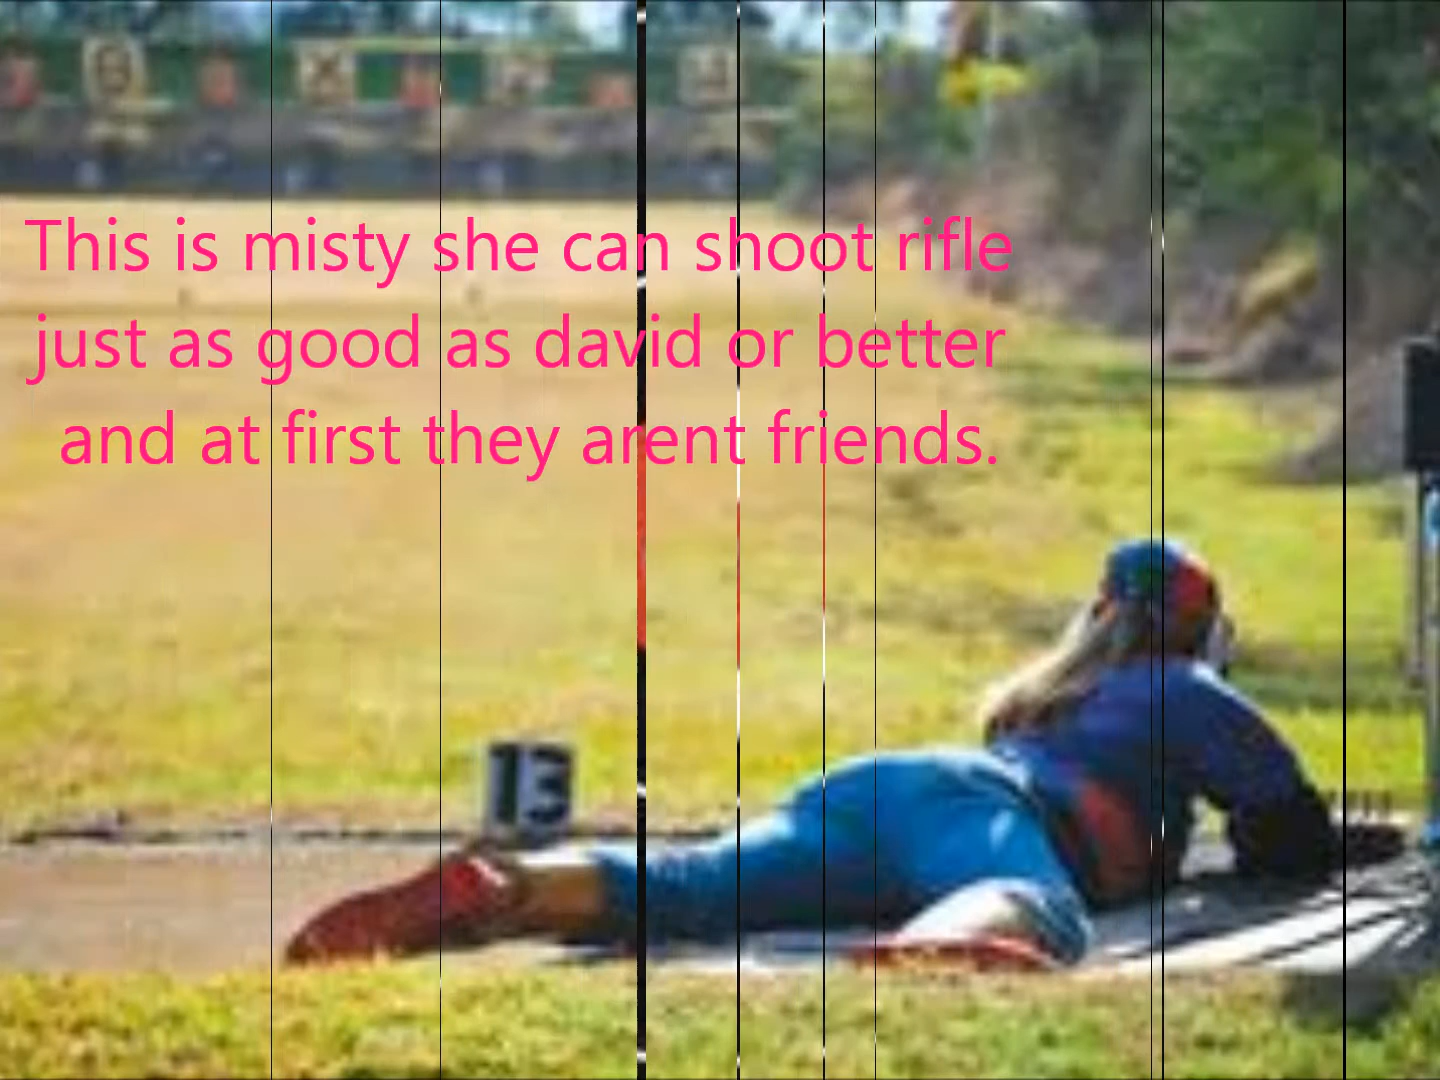 This is misty she can shoot rifle
just as good as david or better
and at first they arent friends.
13